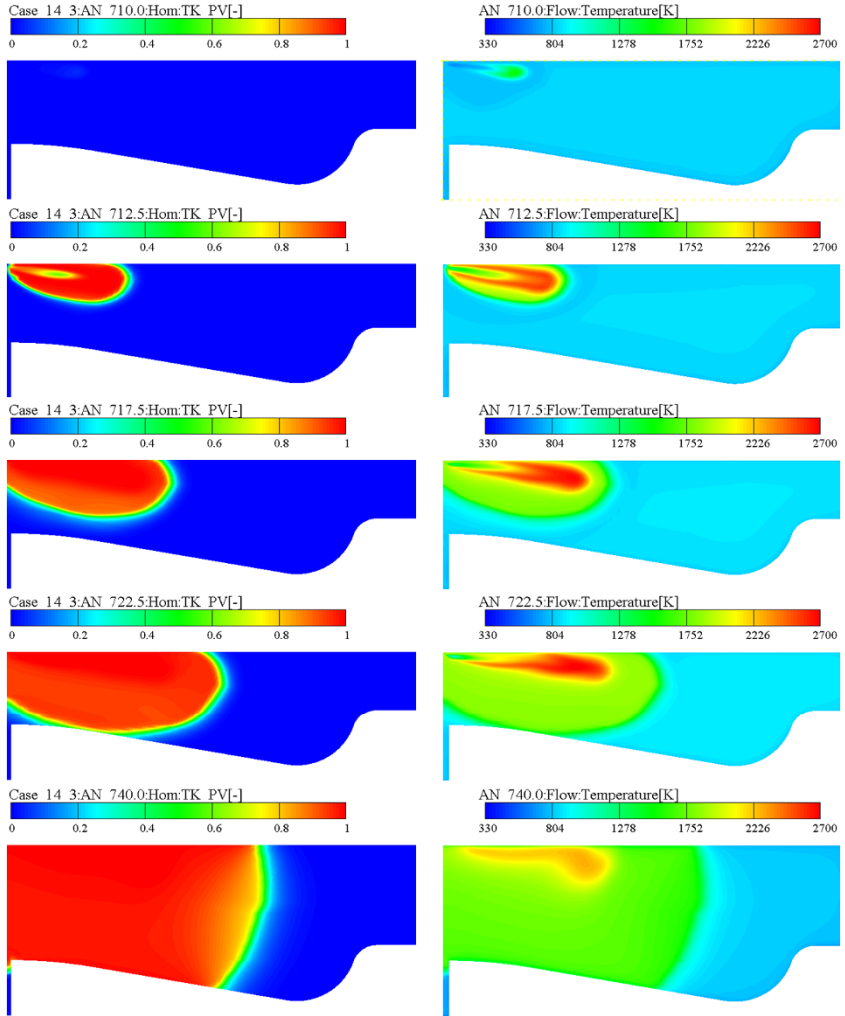 Case 14 3:AN 710.0:Hom:TK PV[-]
0 0.2 0.4 0.6 0.8 1
AN 710.0:Flow:Temperature[K]
330 804 1278 1752 2226 2700
Case 14 3:AN 712.5:Hom:TK PV[-]
0 0.2 0.4 0.6 0.8 1
AN 712.5:Flow:Temperature[K]
330 804 1278 1752 2226 2700
Case 14 3:AN 717.5:Hom:TK PV[-]
0 0.2 0.4 0.6 0.8 1
AN 717.5:Flow:Temperature[K]
330 804 1278 1752 2226 2700
Case 14 3:AN 722.5:Hom:TK PV[-]
0 0.2 0.4 0.6 0.8 1
AN 722.5:Flow:Temperature[K]
330 804 1278 1752 2226 2700
Case 14 3:AN 740.0:Hom:TK PV[-]
0 0.2 0.4 0.6 0.8 1
AN 740.0:Flow:Temperature[K]
330 804 1278 1752 2226 2700